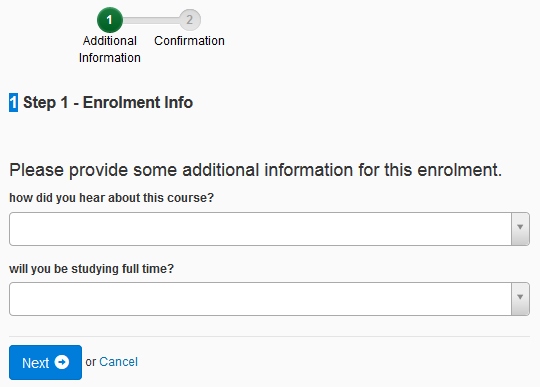 1 2
Additional Information Confirmation
1 Step 1 - Enrolment Info
Please provide some additional information for this enrolment.
how did you hear about this course?
will you be studying full time?
Next or Cancel